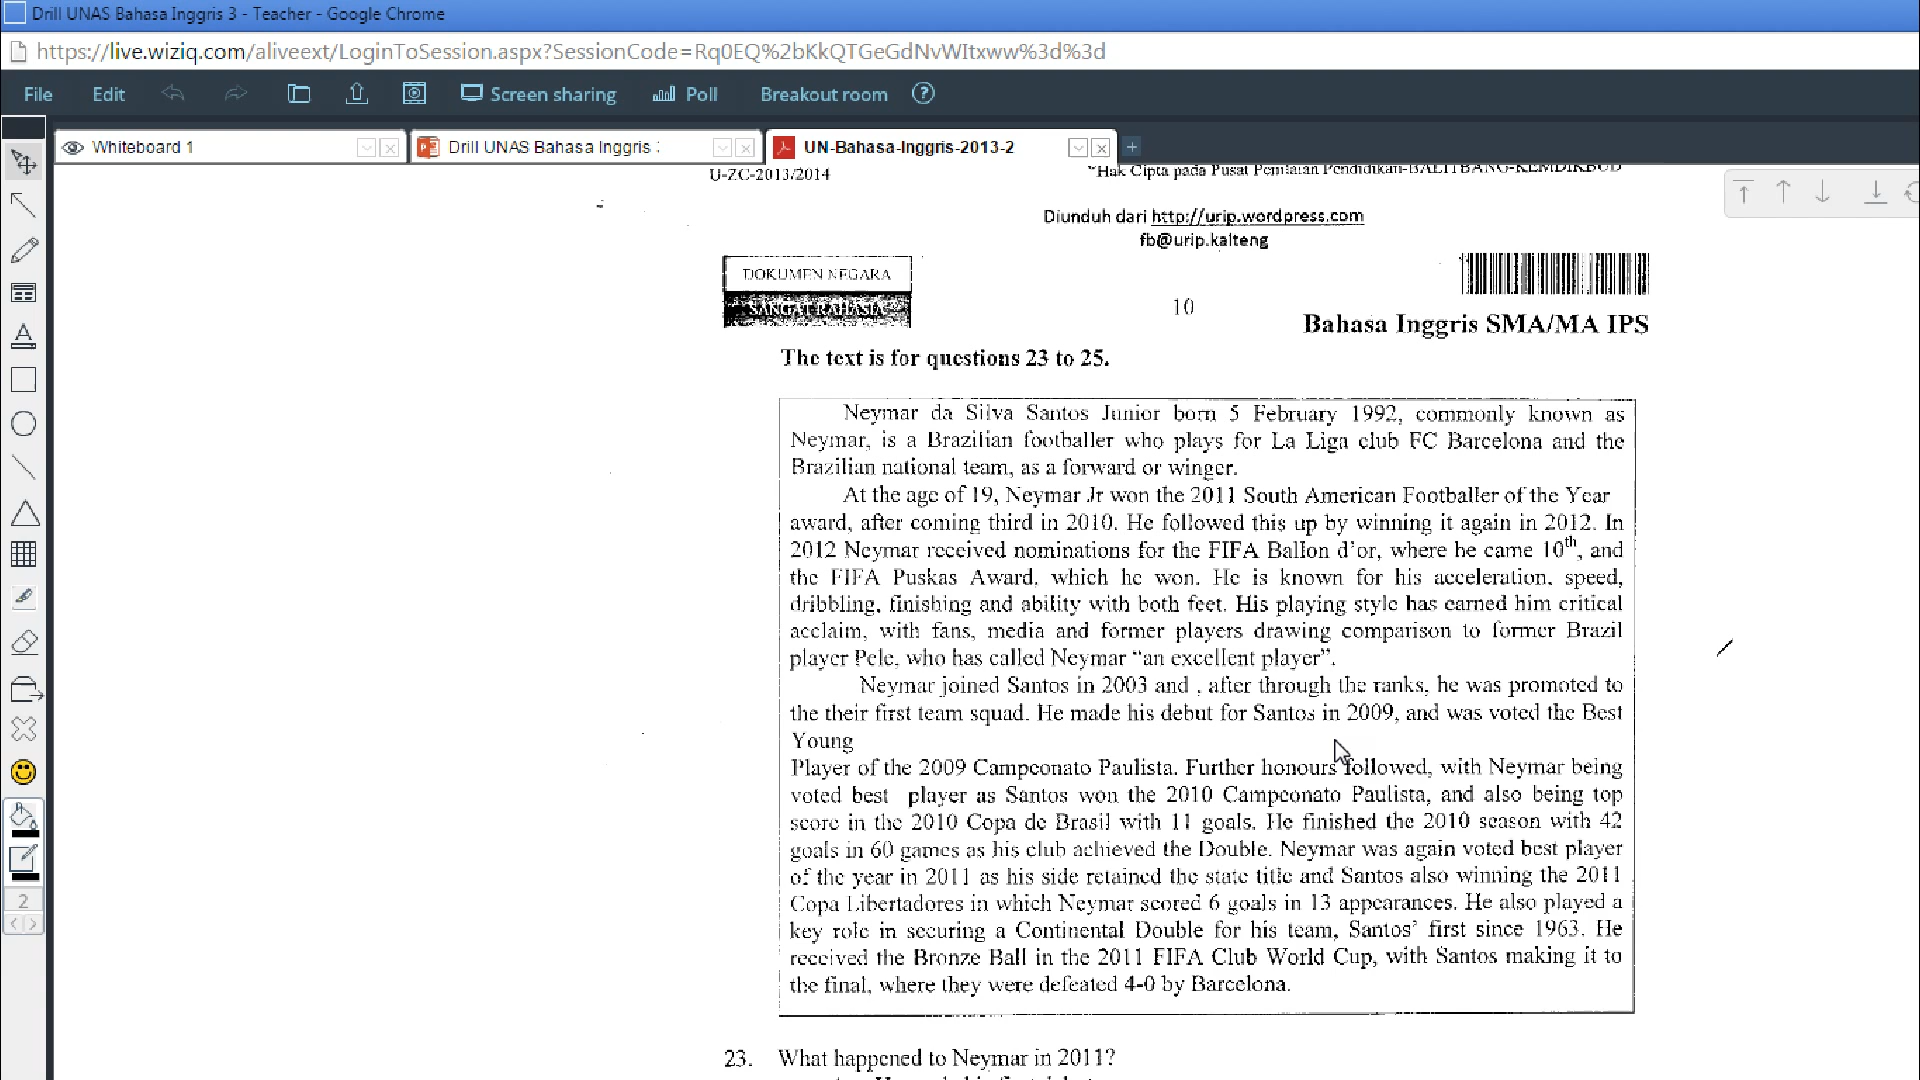 Drill UNAS Bahasa Inggris 3 - Teacher - Google Chrome
https://live.wiziq.com/aliveext/LoginToSession.aspx?SessionCode=Rq0EQ%2bKkQTGeGdNvWItxww%3d%3d
File Edit Screen sharing Poll Breakout room
Whiteboard 1 Drill UNAS Bahasa Inggris : UN-Bahasa-Inggris-2013-2
U-ZC-2013/2014 *Hak Cipta pada Pusat Penilaian Pendidikan-BALITBANG-KEMDIKBUD
Diunduh dari http://urip.wordpress.com
fb@urip.kalteng
DOKUMEN NEGARA
SANGAT RAHASIA
10
Bahasa Inggris SMA/MA IPS
The text is for questions 23 to 25.
Neymar da Silva Santos Junior born 5 February 1992, commonly known as
Neymar, is a Brazilian footballer who plays for La Liga club FC Barcelona and the
Brazilian national team, as a forward or winger.
At the age of 19, Neymar Jr won the 2011 South American Footballer of the Year
award, after coming third in 2010. He followed this up by winning it again in 2012. In
2012 Neymar received nominations for the FIFA Ballon d'or, where he came 10th, and
the FIFA Puskas Award, which he won. He is known for his acceleration, speed,
dribbling, finishing and ability with both feet. His playing style has earned him critical
acclaim, with fans, media and former players drawing comparison to former Brazil
player Pele, who has called Neymar “an excellent player”.
Neymar joined Santos in 2003 and , after through the ranks, he was promoted to
the their first team squad. He made his debut for Santos in 2009, and was voted the Best
Young
Player of the 2009 Campeonato Paulista. Further honours followed, with Neymar being
voted best player as Santos won the 2010 Campeonato Paulista, and also being top
score in the 2010 Copa de Brasil with 11 goals. He finished the 2010 season with 42
goals in 60 games as his club achieved the Double. Neymar was again voted best player
of the year in 2011 as his side retained the state title and Santos also winning the 2011
Copa Libertadores in which Neymar scored 6 goals in 13 appearances. He also played a
key role in securing a Continental Double for his team, Santos’ first since 1963. He
received the Bronze Ball in the 2011 FIFA Club World Cup, with Santos making it to
the final, where they were defeated 4-0 by Barcelona.
2
23. What happened to Neymar in 2011?